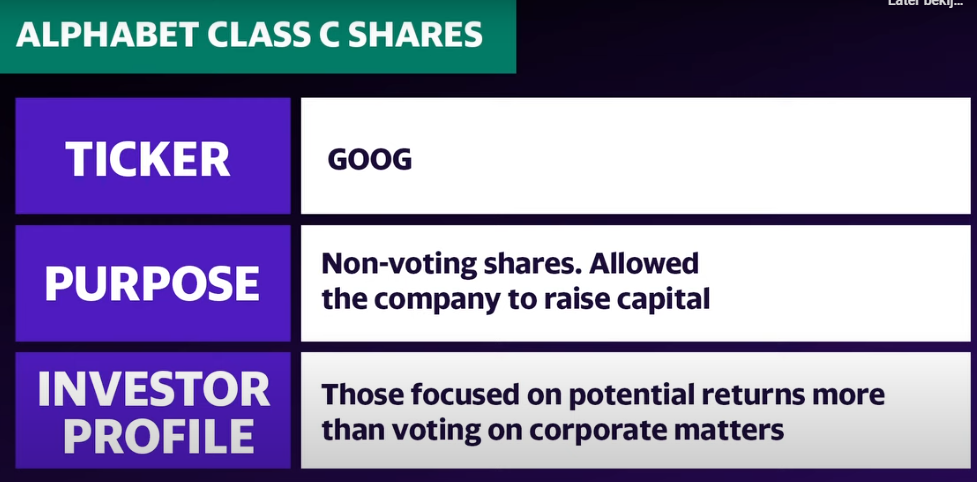 Later bekij...
ALPHABET CLASS C SHARES
TICKER
GOOG
PURPOSE
Non-voting shares. Allowed
the company to raise capital
INVESTOR
PROFILE
Those focused on potential returns more
than voting on corporate matters